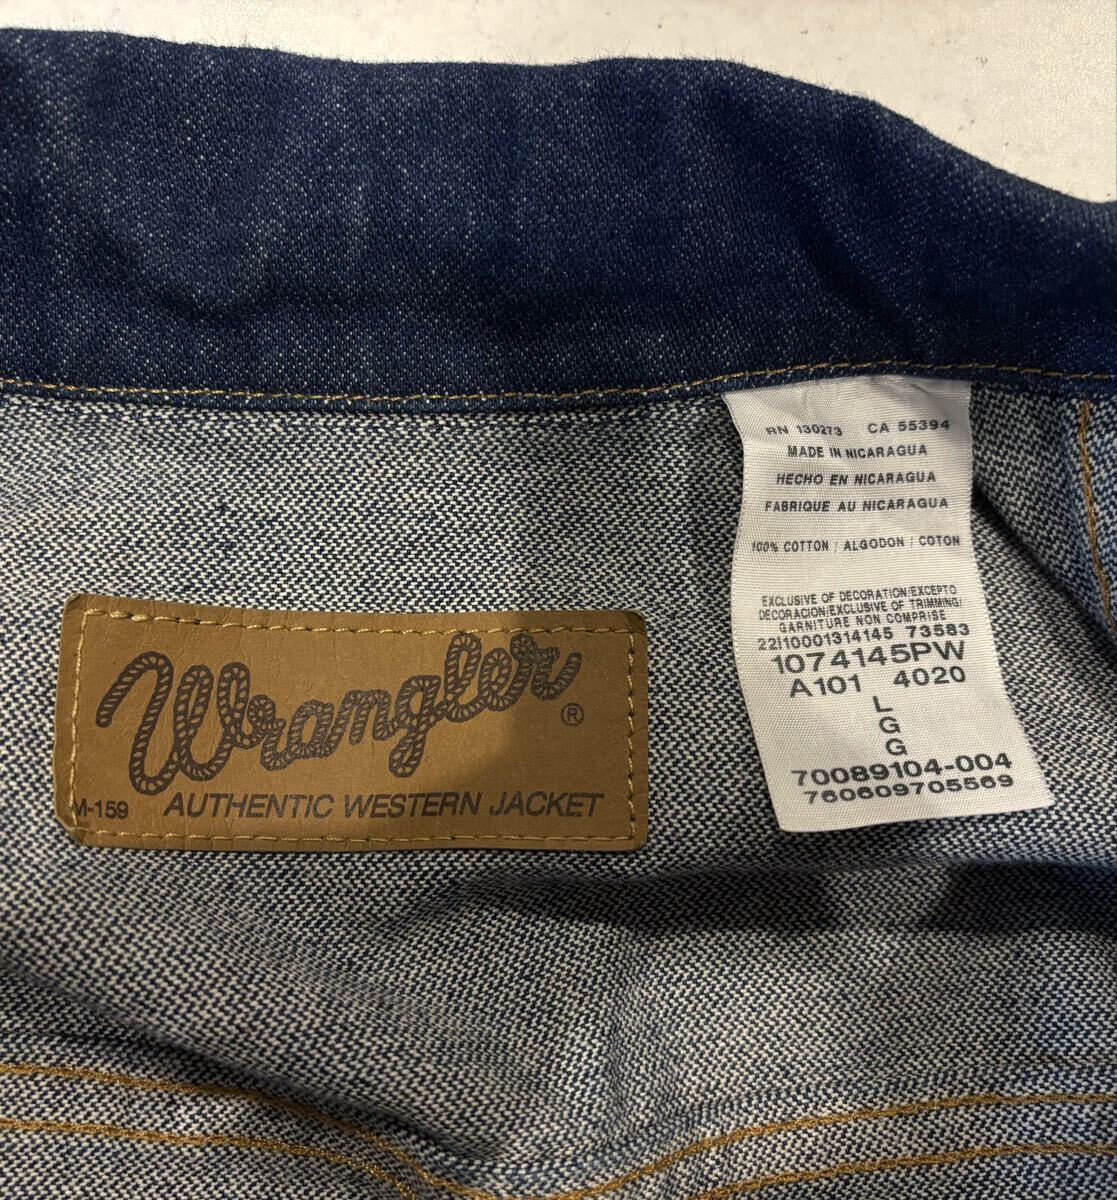 Wrangler ®
M-159 AUTHENTIC WESTERN JACKET
RN 130273 CA 55394
MADE IN NICARAGUA
HECHO EN NICARAGUA
FABRIQUE AU NICARAGUA
100% COTTON / ALGODON / COTON
EXCLUSIVE OF DECORATION/EXCEPTO
DECORACION/EXCLUSIVE OF TRIMMING/
GARNITURE NON COMPRISE
22I10001314145 73583
1074145PW
A101 4020
L
G
G
70089104-004
760609705569